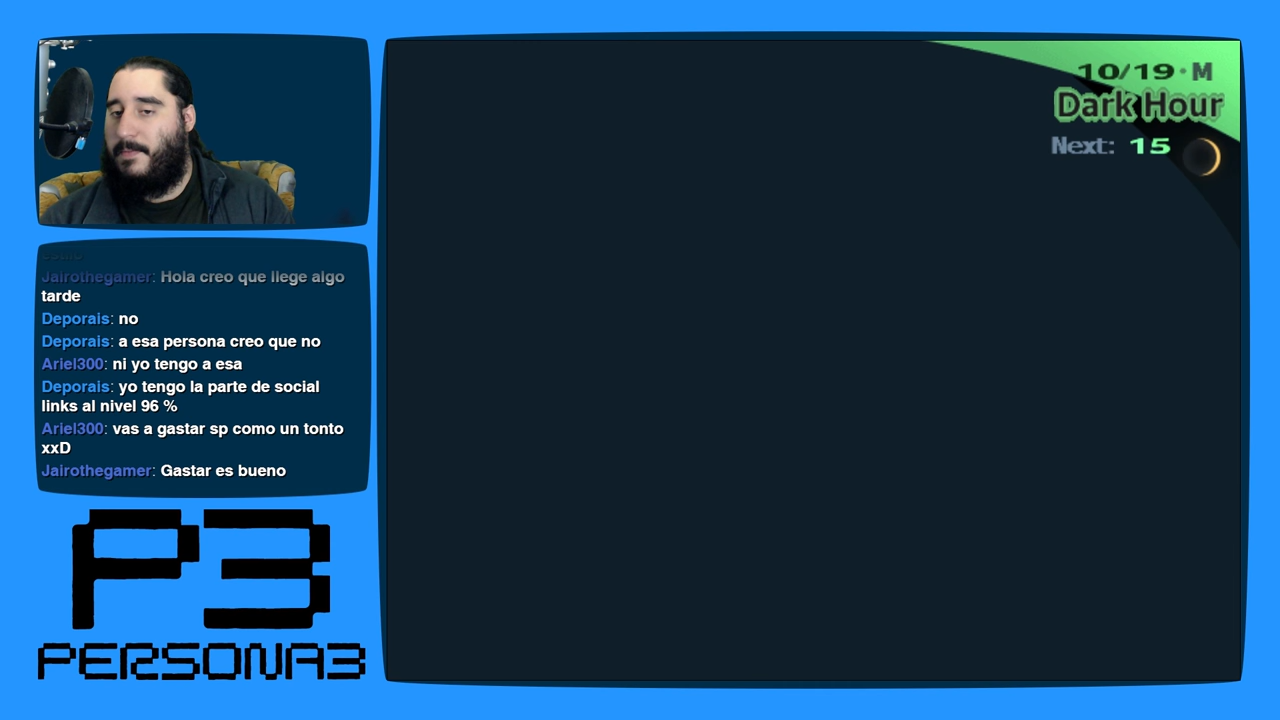 Jairothegamer: Hola creo que llege algo
tarde
Deporais: no
Deporais: a esa persona creo que no
Ariel300: ni yo tengo a esa
Deporais: yo tengo la parte de social
links al nivel 96 %
Ariel300: vas a gastar sp como un tonto
xxD
Jairothegamer: Gastar es bueno
P3
PERSONA3
10/19·M
Dark Hour
Next: 15